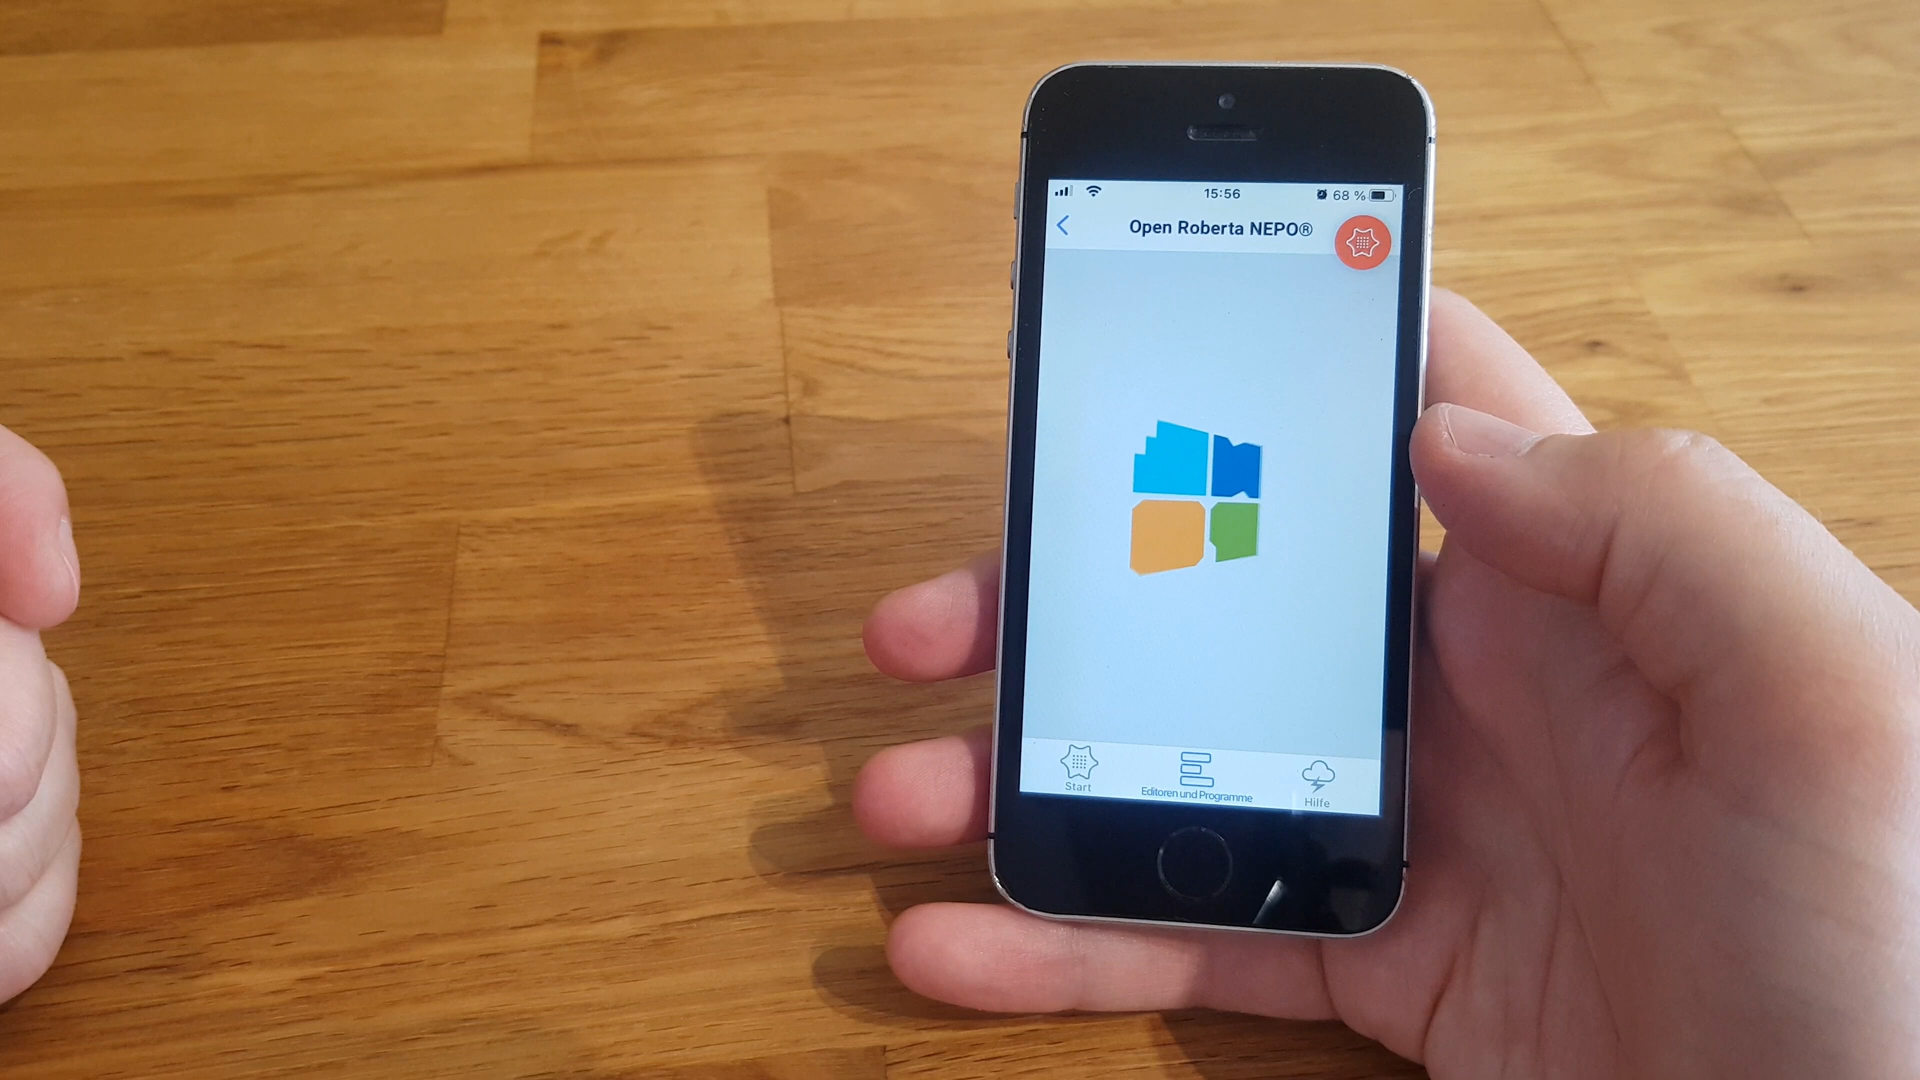 15:56
68 %
Open Roberta NEPO®
Start
Editoren und Programme
Hilfe